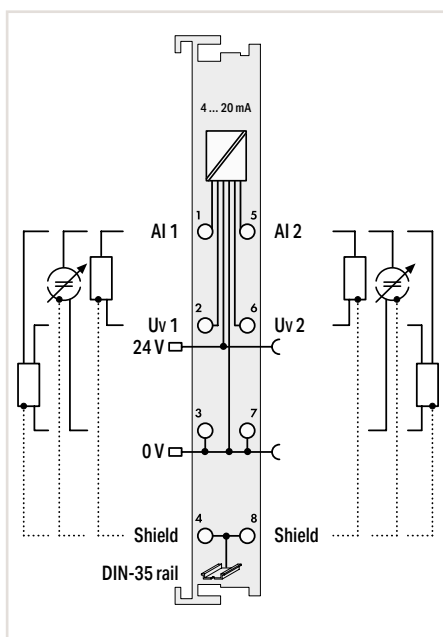 4 ... 20 mA
1 5
AI 1 AI 2
2 6
Uv 1 Uv 2
24 V
3 7
0 V
4 8
Shield Shield
DIN-35 rail